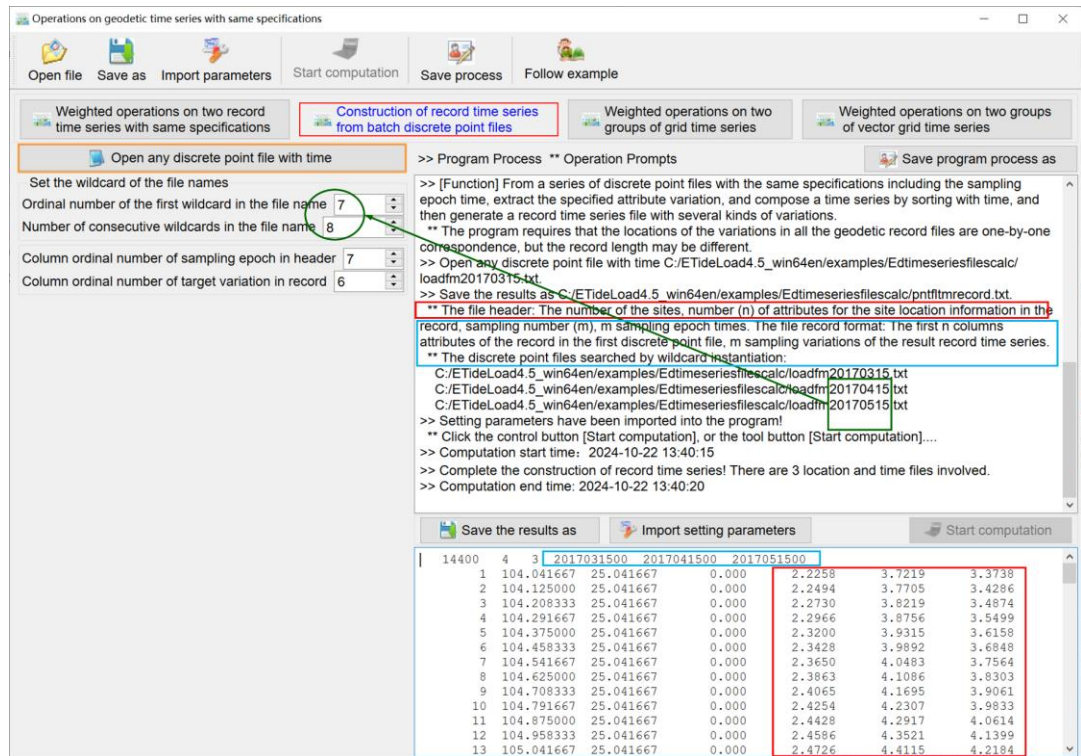 Operations on geodetic time series with same specifications
Open file Save as Import parameters Start computation Save process Follow example
Weighted operations on two record
time series with same specifications
Construction of record time series
from batch discrete point files
Weighted operations on two
groups of grid time series
Weighted operations on two groups
of vector grid time series
Open any discrete point file with time
Set the wildcard of the file names
Ordinal number of the first wildcard in the file name 7
Number of consecutive wildcards in the file name 8
Column ordinal number of sampling epoch in header 7
Column ordinal number of target variation in record 6
>> Program Process ** Operation Prompts
Save program process as
>> [Function] From a series of discrete point files with the same specifications including the sampling
epoch time, extract the specified attribute variation, and compose a time series by sorting with time, and
then generate a record time series file with several kinds of variations.
** The program requires that the locations of the variations in all the geodetic record files are one-by-one
correspondence, but the record length may be different.
>> Open any discrete point file with time C:/ETideLoad4.5_win64en/examples/Edtimeseriesfilescalc/
loadfm20170315.txt.
>> Save the results as C:/ETideLoad4.5_win64en/examples/Edtimeseriesfilescalc/pntfltmrecord.txt.
** The file header: The number of the sites, number (n) of attributes for the site location information in the
record, sampling number (m), m sampling epoch times. The file record format: The first n columns
attributes of the record in the first discrete point file, m sampling variations of the result record time series.
** The discrete point files searched by wildcard instantiation:
C:/ETideLoad4.5_win64en/examples/Edtimeseriesfilescalc/loadfm20170315.txt
C:/ETideLoad4.5_win64en/examples/Edtimeseriesfilescalc/loadfm20170415.txt
C:/ETideLoad4.5_win64en/examples/Edtimeseriesfilescalc/loadfm20170515.txt
>> Setting parameters have been imported into the program!
** Click the control button [Start computation], or the tool button [Start computation]....
>> Computation start time: 2024-10-22 13:40:15
>> Complete the construction of record time series! There are 3 location and time files involved.
>> Computation end time: 2024-10-22 13:40:20
Save the results as Import setting parameters Start computation
14400 4 3 2017031500 2017041500 2017051500
1 104.041667 25.041667 0.000 2.2258 3.7219 3.3738
2 104.125000 25.041667 0.000 2.2494 3.7705 3.4286
3 104.208333 25.041667 0.000 2.2730 3.8219 3.4874
4 104.291667 25.041667 0.000 2.2966 3.8756 3.5499
5 104.375000 25.041667 0.000 2.3200 3.9315 3.6158
6 104.458333 25.041667 0.000 2.3428 3.9892 3.6848
7 104.541667 25.041667 0.000 2.3650 4.0483 3.7564
8 104.625000 25.041667 0.000 2.3863 4.1086 3.8303
9 104.708333 25.041667 0.000 2.4065 4.1695 3.9061
10 104.791667 25.041667 0.000 2.4254 4.2307 3.9833
11 104.875000 25.041667 0.000 2.4428 4.2917 4.0614
12 104.958333 25.041667 0.000 2.4586 4.3521 4.1399
13 105.041667 25.041667 0.000 2.4726 4.4115 4.2184